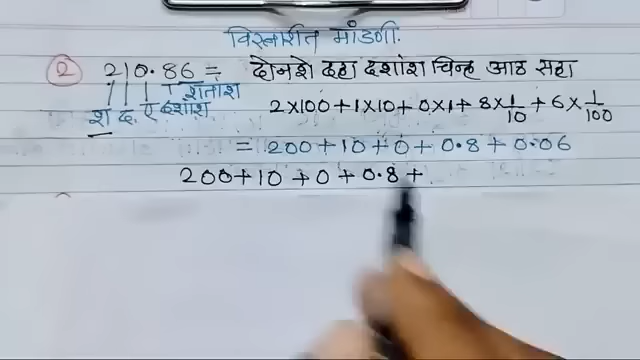 विस्तारीत मांडणी.
② 210.86 = दोनशे दहा दशांश चिन्ह आठ सहा
श द ए दशांश शतांश
2×100+1×10+0×1+8×1/10+6×1/100
= 200+10+0+0.8+0.06
200+10+0+0.8+